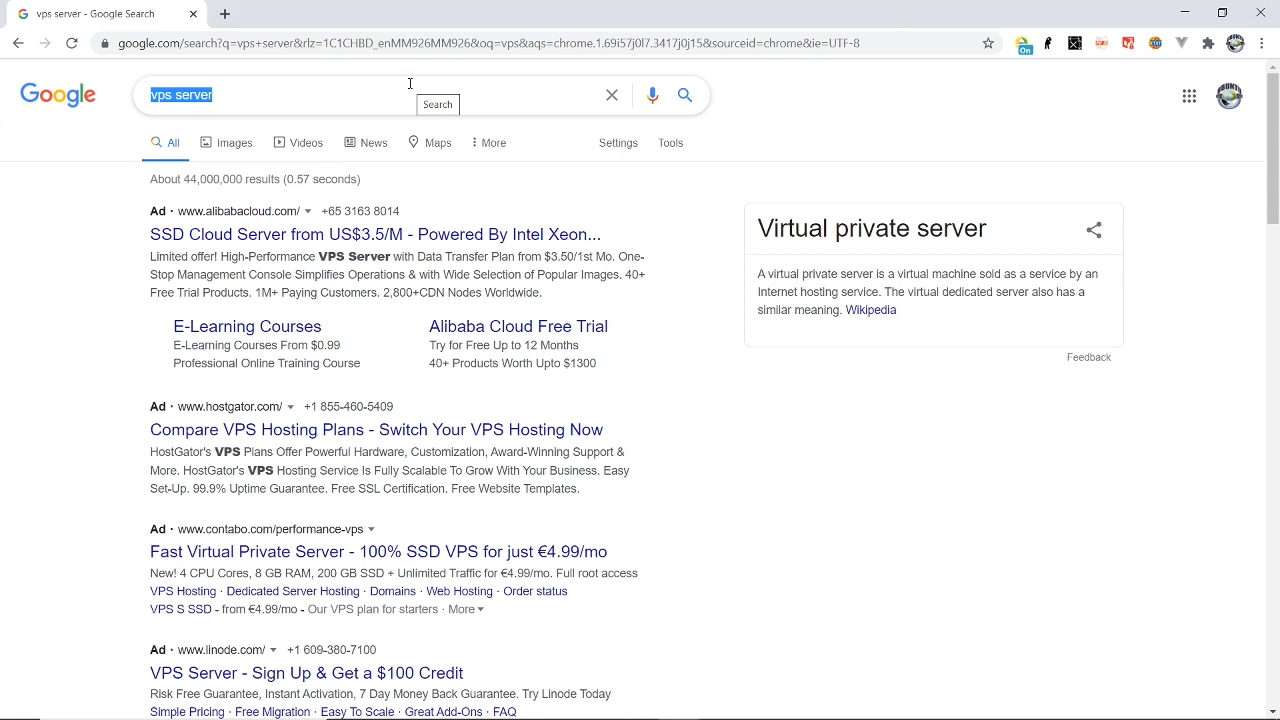 vps server - Google Search
google.com/search?q=vps+server&rlz=1C1CHBD_enMM926MM926&oq=vps&aqs=chrome.1.69i57j0l7.3417j0j15&sourceid=chrome&ie=UTF-8
On
Google
vps server
Search
All
Images
Videos
News
Maps
More
Settings
Tools
About 44,000,000 results (0.57 seconds)
Ad · www.alibabacloud.com/ +65 3163 8014
SSD Cloud Server from US$3.5/M - Powered By Intel Xeon...
Limited offer! High-Performance VPS Server with Data Transfer Plan from $3.50/1st Mo. One-
Stop Management Console Simplifies Operations & with Wide Selection of Popular Images. 40+
Free Trial Products. 1M+ Paying Customers. 2,800+CDN Nodes Worldwide.
E-Learning Courses
E-Learning Courses From $0.99
Professional Online Training Course
Alibaba Cloud Free Trial
Try for Free Up to 12 Months
40+ Products Worth Upto $1300
Ad · www.hostgator.com/ +1 855-460-5409
Compare VPS Hosting Plans - Switch Your VPS Hosting Now
HostGator's VPS Plans Offer Powerful Hardware, Customization, Award-Winning Support &
More. HostGator's VPS Hosting Service Is Fully Scalable To Grow With Your Business. Easy
Set-Up. 99.9% Uptime Guarantee. Free SSL Certification. Free Website Templates.
Ad · www.contabo.com/performance-vps
Fast Virtual Private Server - 100% SSD VPS for just €4.99/mo
New! 4 CPU Cores, 8 GB RAM, 200 GB SSD + Unlimited Traffic for €4.99/mo. Full root access
VPS Hosting · Dedicated Server Hosting · Domains · Web Hosting · Order status
VPS S SSD - from €4.99/mo - Our VPS plan for starters · More
Ad · www.linode.com/ +1 609-380-7100
VPS Server - Sign Up & Get a $100 Credit
Risk Free Guarantee, Instant Activation, 7 Day Money Back Guarantee. Try Linode Today
Simple Pricing · Free Migration · Easy To Scale · Great Add-Ons · FAQ
Virtual private server
A virtual private server is a virtual machine sold as a service by an
Internet hosting service. The virtual dedicated server also has a
similar meaning. Wikipedia
Feedback